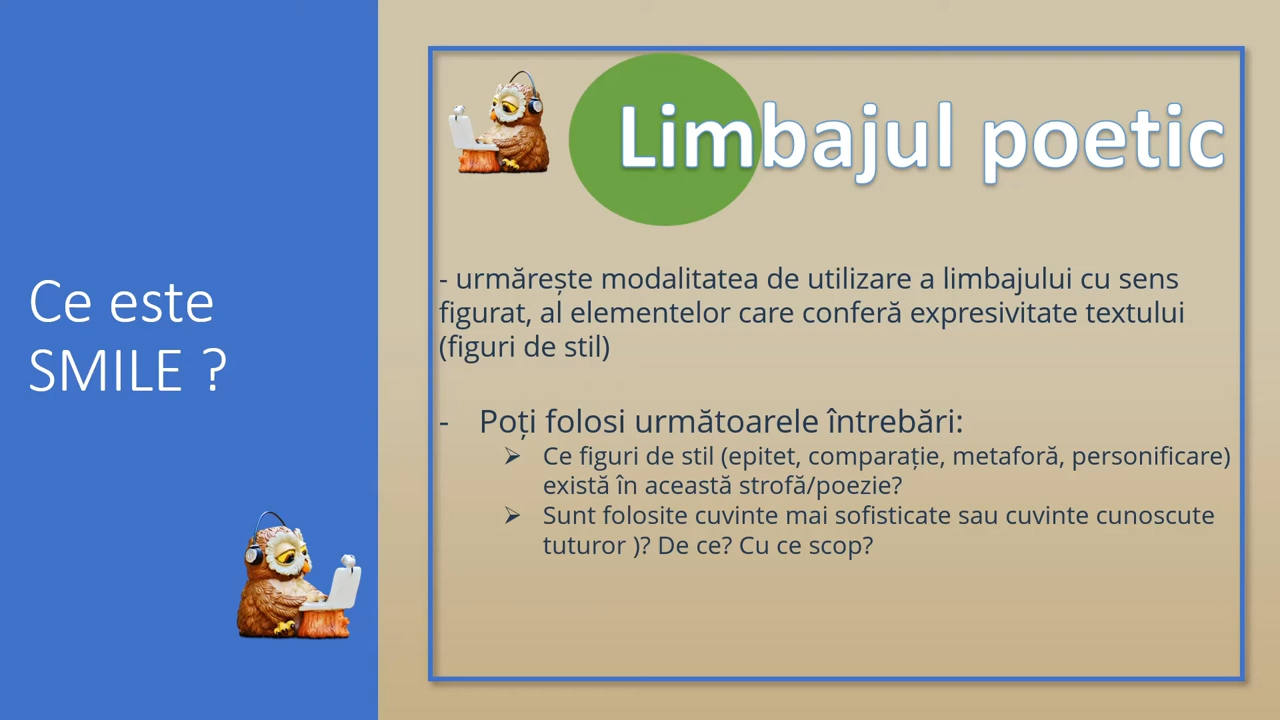 Ce este
SMILE ?
Limbajul poetic
- urmărește modalitatea de utilizare a limbajului cu sens
figurat, al elementelor care conferă expresivitate textului
(figuri de stil)
- Poți folosi următoarele întrebări:
➢ Ce figuri de stil (epitet, comparație, metaforă, personificare)
există în această strofă/poezie?
➢ Sunt folosite cuvinte mai sofisticate sau cuvinte cunoscute
tuturor )? De ce? Cu ce scop?